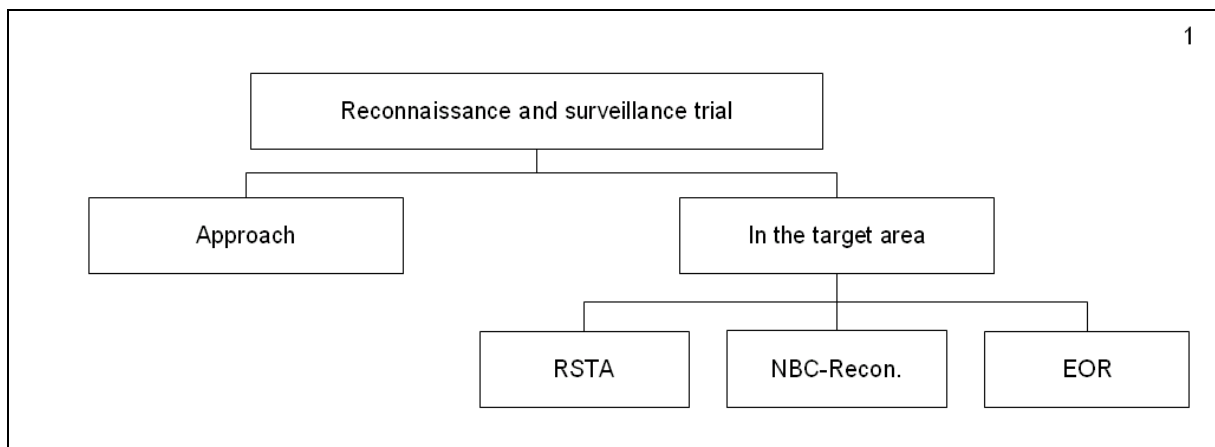 1
Reconnaissance and surveillance trial
Approach
In the target area
RSTA
NBC-Recon.
EOR